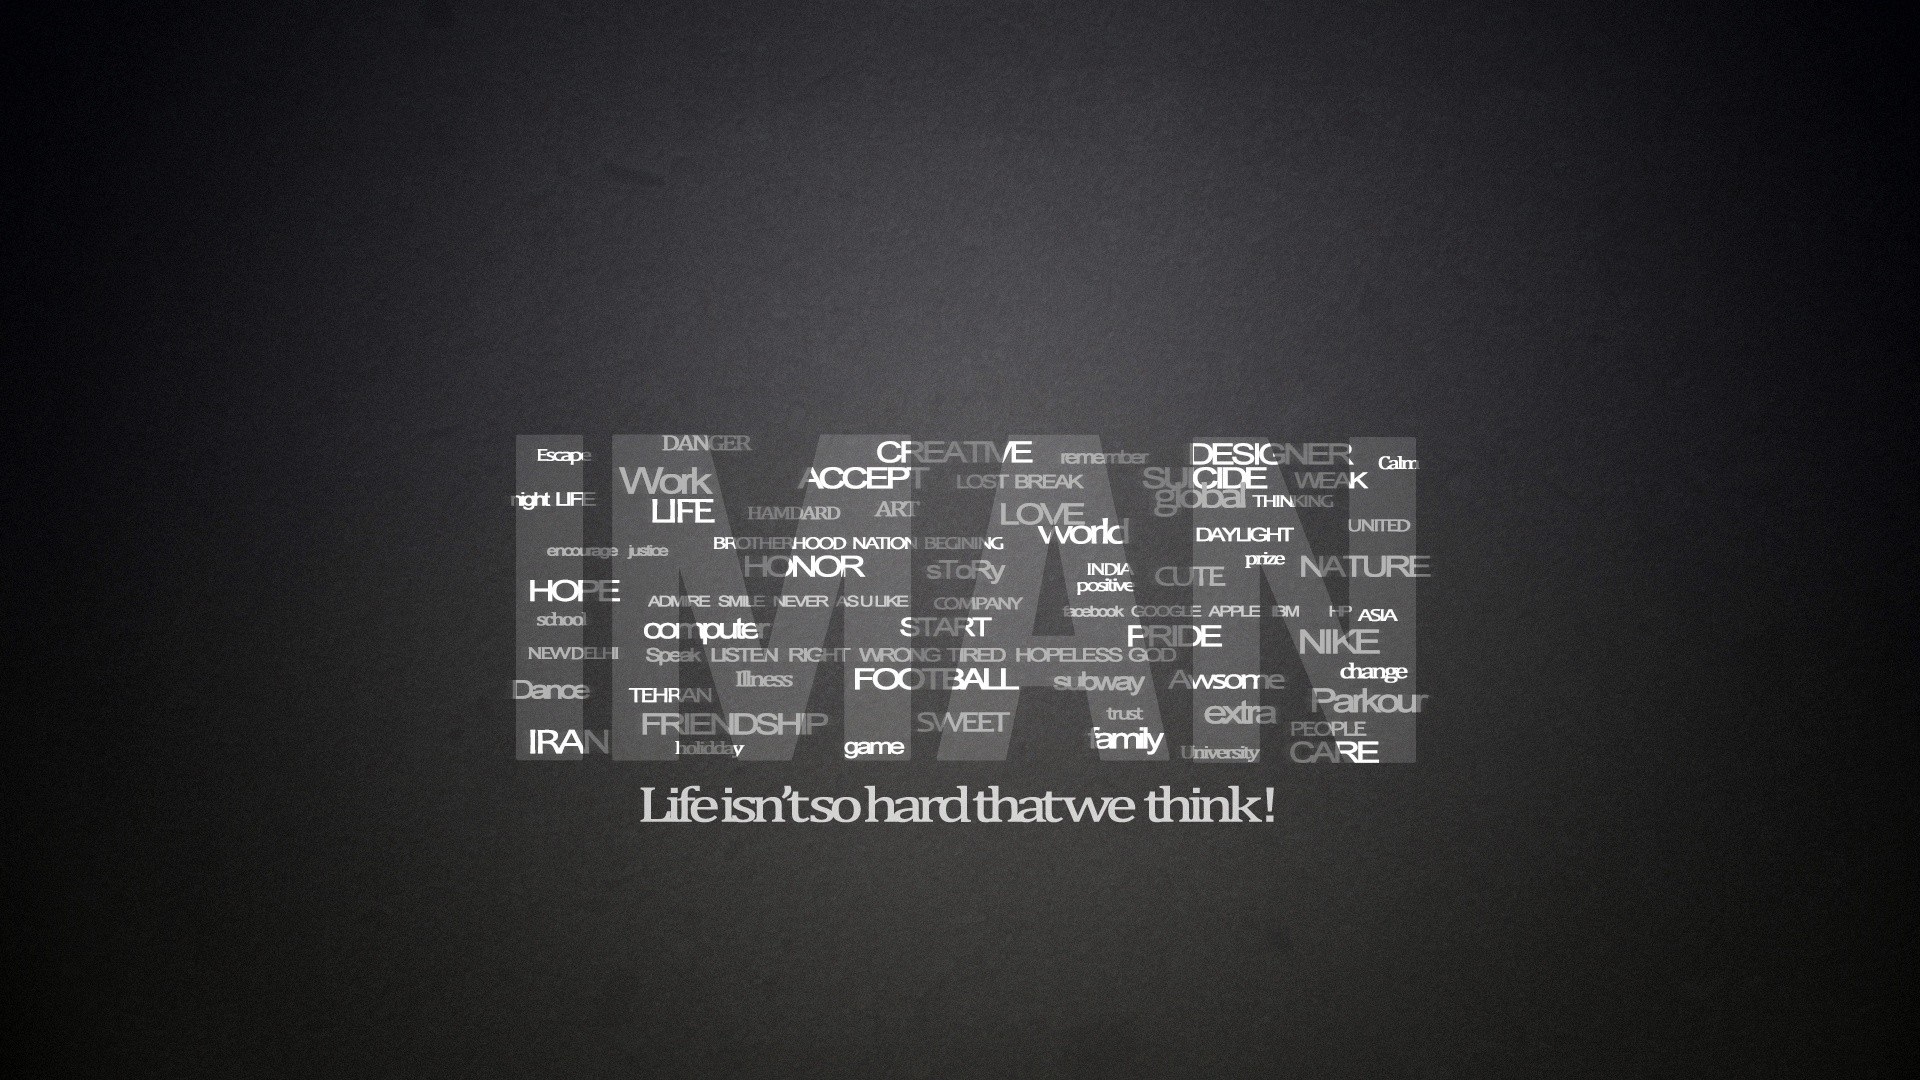 IMAN
DANGER CREATIVE remember DESIGNER Calm
Escape Work ACCEPT LOST BREAK SUICIDE WEAK
night LIFE LIFE HAMDARD ART LOVE global THINKING
world DAYLIGHT UNITED
encourage justice BROTHERHOOD NATION BEGINING prize
HONOR sToRy INDIA CUTE NATURE
HOPE positive
ADMIRE SMILE NEVER AS U LIKE COMPANY facebook GOOGLE APPLE IBM HP ASIA
school computer START PRIDE NIKE
NEW DELHI Speak LISTEN RIGHT WRONG TIRED HOPELESS GOD
Illness FOOTBALL subway Awsome change
Dance TEHRAN extra Parkour
FRIENDSHIP SWEET trust PEOPLE
IRAN holidday game family University CARE
Life isn't so hard that we think!